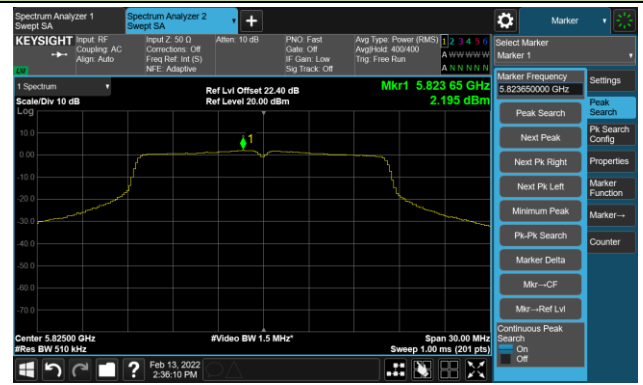 Spectrum Analyzer 1
Swept SA
Spectrum Analyzer 2
Swept SA
+
Marker
KEYSIGHT
Input: RF
Coupling: AC
Align: Auto
Input Z: 50 Ω
Corrections: Off
Freq Ref: Int (S)
NFE: Adaptive
Atten: 10 dB
PNO: Fast
Gate: Off
IF Gain: Low
Sig Track: Off
Avg Type: Power (RMS)
Avg|Hold: 400/400
Trig: Free Run
1 2 3 4 5 6
A W W W W W
A N N N N N
Select Marker
Marker 1
1 Spectrum
Scale/Div 10 dB
Log
Ref Lvl Offset 22.40 dB
Ref Level 20.00 dBm
Mkr1 5.823 65 GHz
2.195 dBm
1
10.0
0.00
-10.0
-20.0
-30.0
-40.0
-50.0
-60.0
-70.0
Center 5.82500 GHz
#Res BW 510 kHz
#Video BW 1.5 MHz*
Span 30.00 MHz
Sweep 1.00 ms (201 pts)
Marker Frequency
5.823650000 GHz
Peak Search
Next Peak
Next Pk Right
Next Pk Left
Minimum Peak
Pk-Pk Search
Marker Delta
Mkr→CF
Mkr→Ref Lvl
Continuous Peak
Search
On
Off
Settings
Peak
Search
Pk Search
Config
Properties
Marker
Function
Marker→
Counter
?
Feb 13, 2022
2:36:10 PM